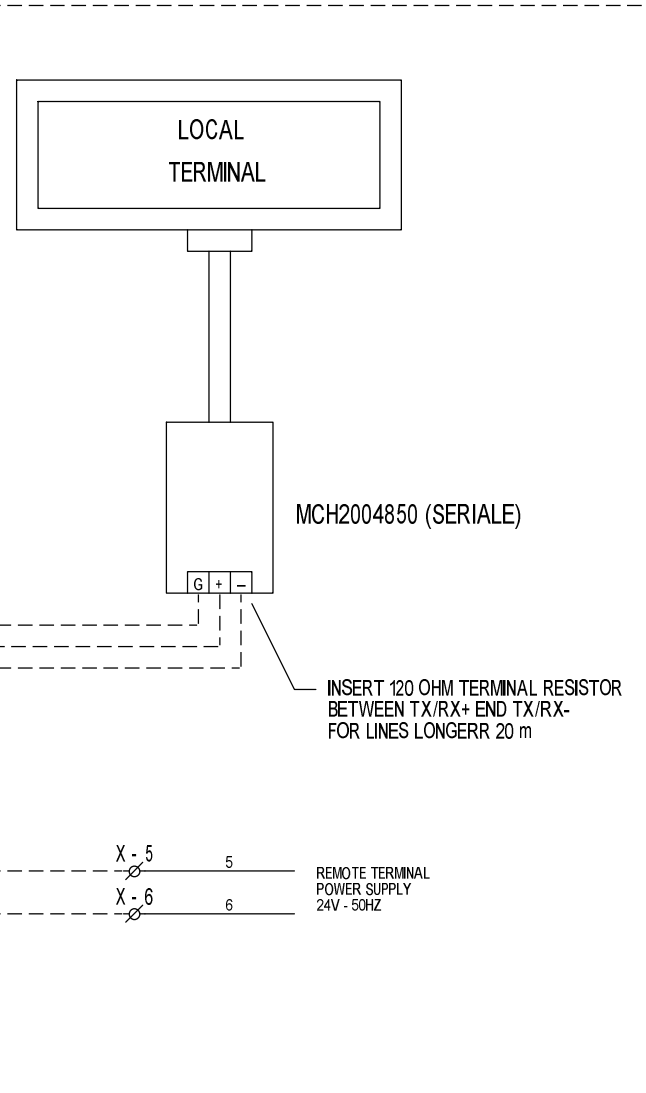 LOCAL
TERMINAL
MCH2004850 (SERIALE)
G + –
INSERT 120 OHM TERMINAL RESISTOR
BETWEEN TX/RX+ END TX/RX-
FOR LINES LONGERR 20 m
X - 5
5
REMOTE TERMINAL
POWER SUPPLY
24V - 50HZ
X - 6
6